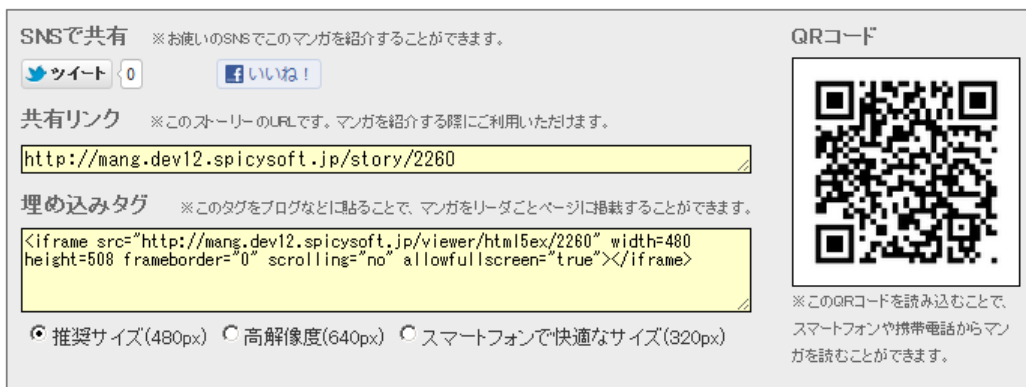 SNSで共有 ※お使いのSNSでこのマンガを紹介することができます。
ツイート 0 いいね！
共有リンク ※このストーリーのURLです。マンガを紹介する際にご利用いただけます。
http://mang.dev12.spicysoft.jp/story/2260
埋め込みタグ ※このタグをブログなどに貼ることで、マンガをリーダごとページに掲載することができます。
<iframe src="http://mang.dev12.spicysoft.jp/viewer/html5ex/2260" width=480
height=508 frameborder="0" scrolling="no" allowfullscreen="true"></iframe>
推奨サイズ(480px) 高解像度(640px) スマートフォンで快適なサイズ(320px)
QRコード
※このQRコードを読み込むことで、
スマートフォンや携帯電話からマン
ガを読むことができます。